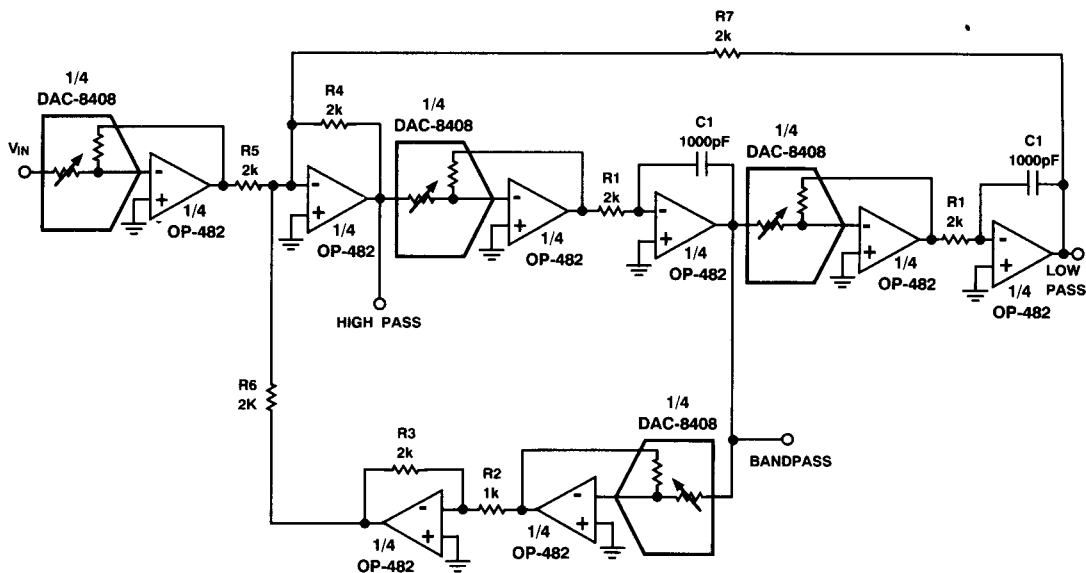 R7
2k
1/4
DAC-8408
R4
2k
1/4
DAC-8408
C1
1000pF
1/4
DAC-8408
C1
1000pF
VIN
R5
2k
-
+
1/4
OP-482
-
+
1/4
OP-482
-
+
1/4
OP-482
R1
2k
-
+
1/4
OP-482
-
+
1/4
OP-482
R1
2k
-
+
1/4
OP-482
LOW
PASS
HIGH PASS
R6
2K
R3
2k
R2
1k
1/4
DAC-8408
BANDPASS
-
+
1/4
OP-482
-
+
1/4
OP-482